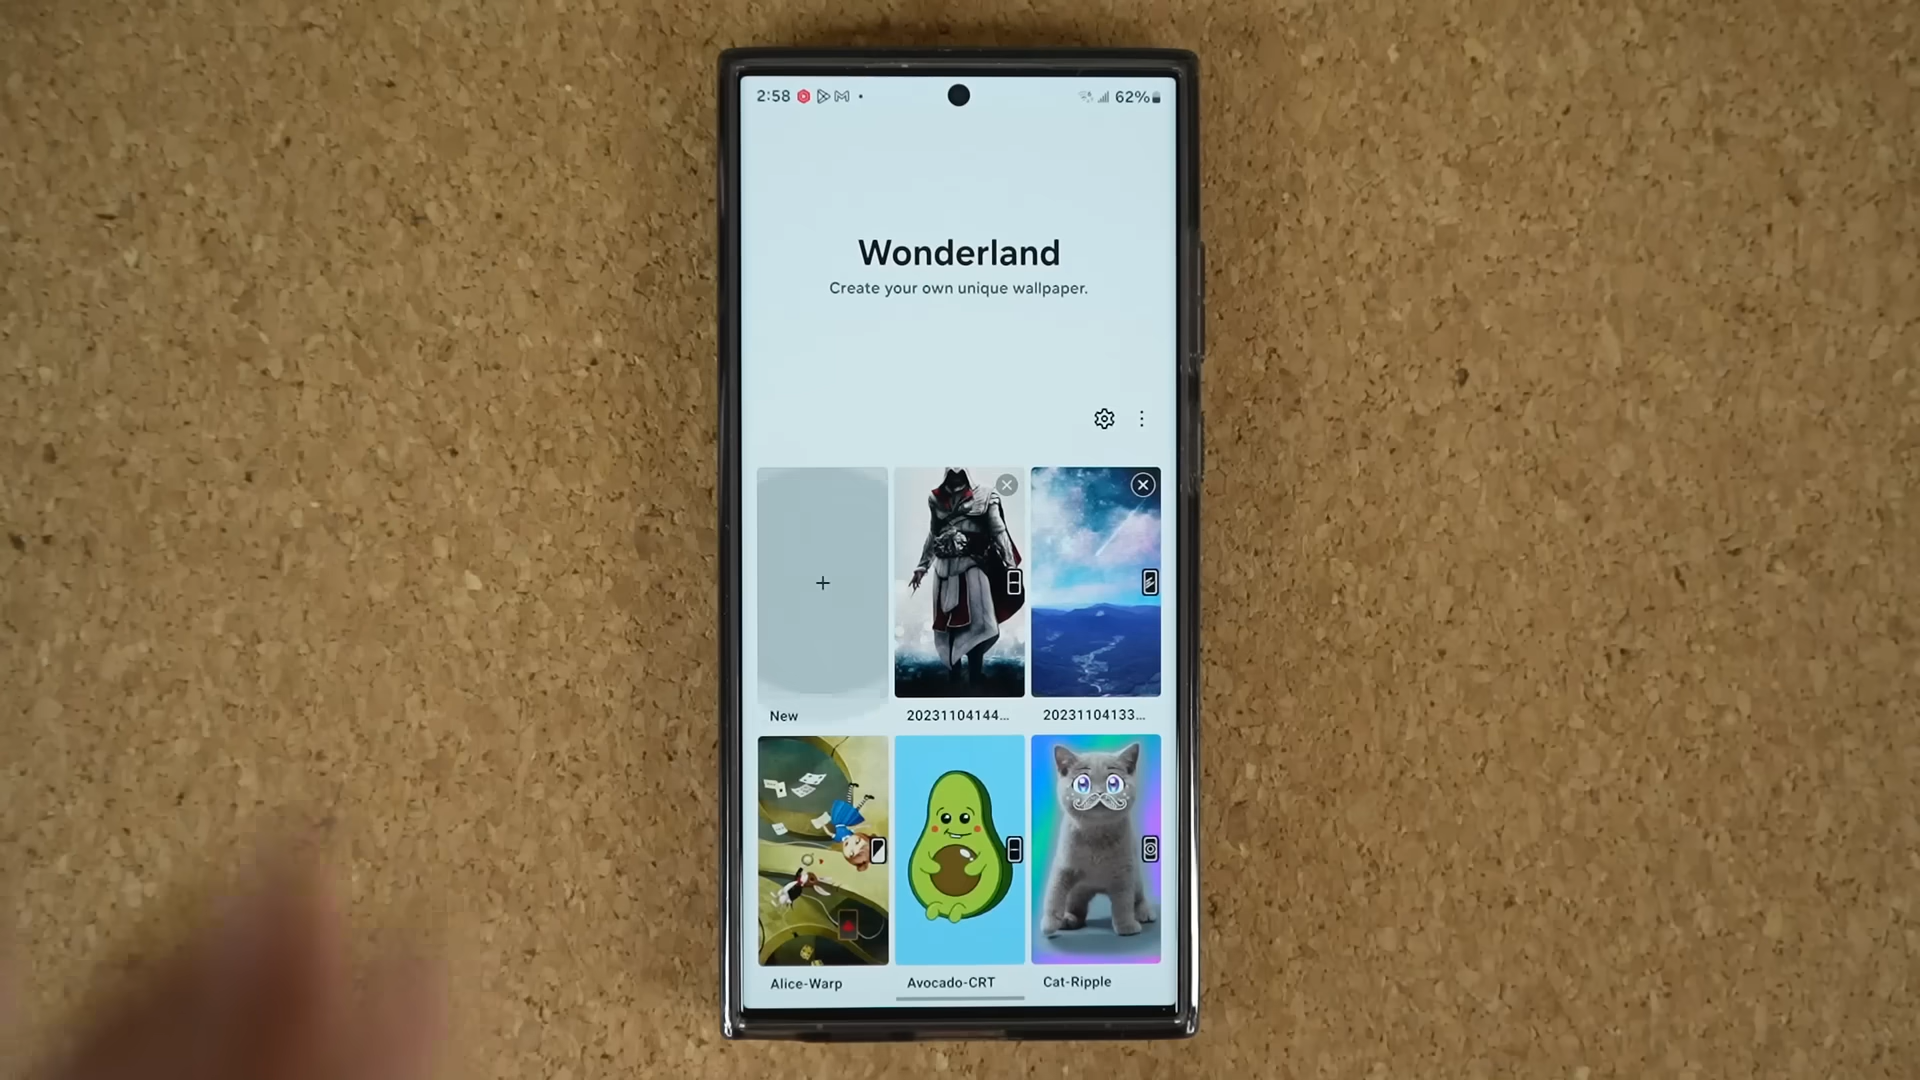 2:58
62%
Wonderland
Create your own unique wallpaper.
New
20231104144...
20231104133...
Alice-Warp
Avocado-CRT
Cat-Ripple